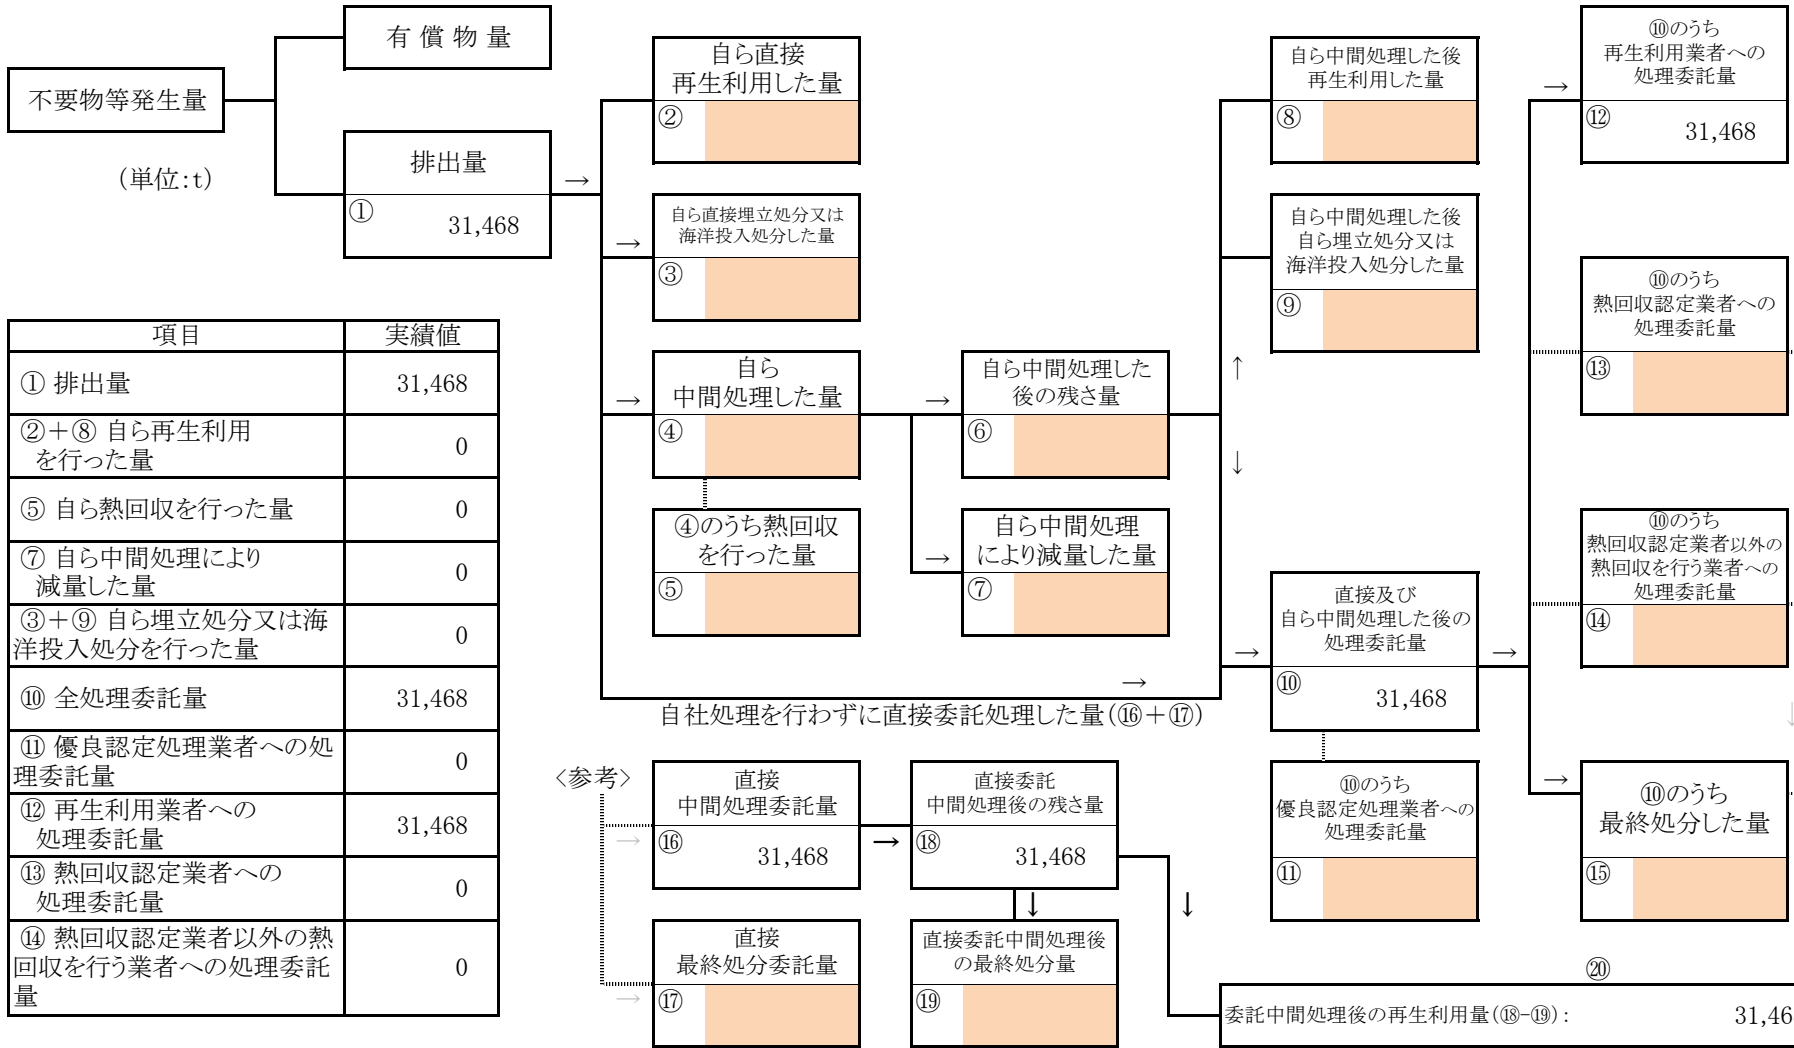 有 償 物 量
不要物等発生量
(単位:t)
排出量
→
①
31,468
自ら直接
再生利用した量
②
→
自ら直接埋立処分又は
海洋投入処分した量
③
→
自ら
中間処理した量
④
→
自ら中間処理した
後の残さ量
⑥
④のうち熱回収
を行った量
⑤
→
自ら中間処理
により減量した量
⑦
↑
↓
自ら中間処理した後
再生利用した量
⑧
自ら中間処理した後
自ら埋立処分又は
海洋投入処分した量
⑨
→
自社処理を行わずに直接委託処理した量(⑯+⑰)
→
直接及び
自ら中間処理した後の
処理委託量
⑩
31,468
→
⑩のうち
優良認定処理業者への
処理委託量
⑪
→
⑩のうち
再生利用業者への
処理委託量
⑫
31,468
⑩のうち
熱回収認定業者への
処理委託量
⑬
⑩のうち
熱回収認定業者以外の
熱回収を行う業者への
処理委託量
⑭
↓
→
⑩のうち
最終処分した量
⑮
項目 実績値
① 排出量 31,468
②+⑧ 自ら再生利用
を行った量 0
⑤ 自ら熱回収を行った量 0
⑦ 自ら中間処理により
減量した量 0
③+⑨ 自ら埋立処分又は海
洋投入処分を行った量 0
⑩ 全処理委託量 31,468
⑪ 優良認定処理業者への処
理委託量 0
⑫ 再生利用業者への
処理委託量 31,468
⑬ 熱回収認定業者への
処理委託量 0
⑭ 熱回収認定業者以外の熱
回収を行う業者への処理委託
量 0
<参考>
→
直接
中間処理委託量
⑯
31,468
→
直接委託
中間処理後の残さ量
⑱
31,468
↓
↓
→
直接
最終処分委託量
⑰
直接委託中間処理後
の最終処分量
⑲
⑳
委託中間処理後の再生利用量(⑱-⑲): 31,46